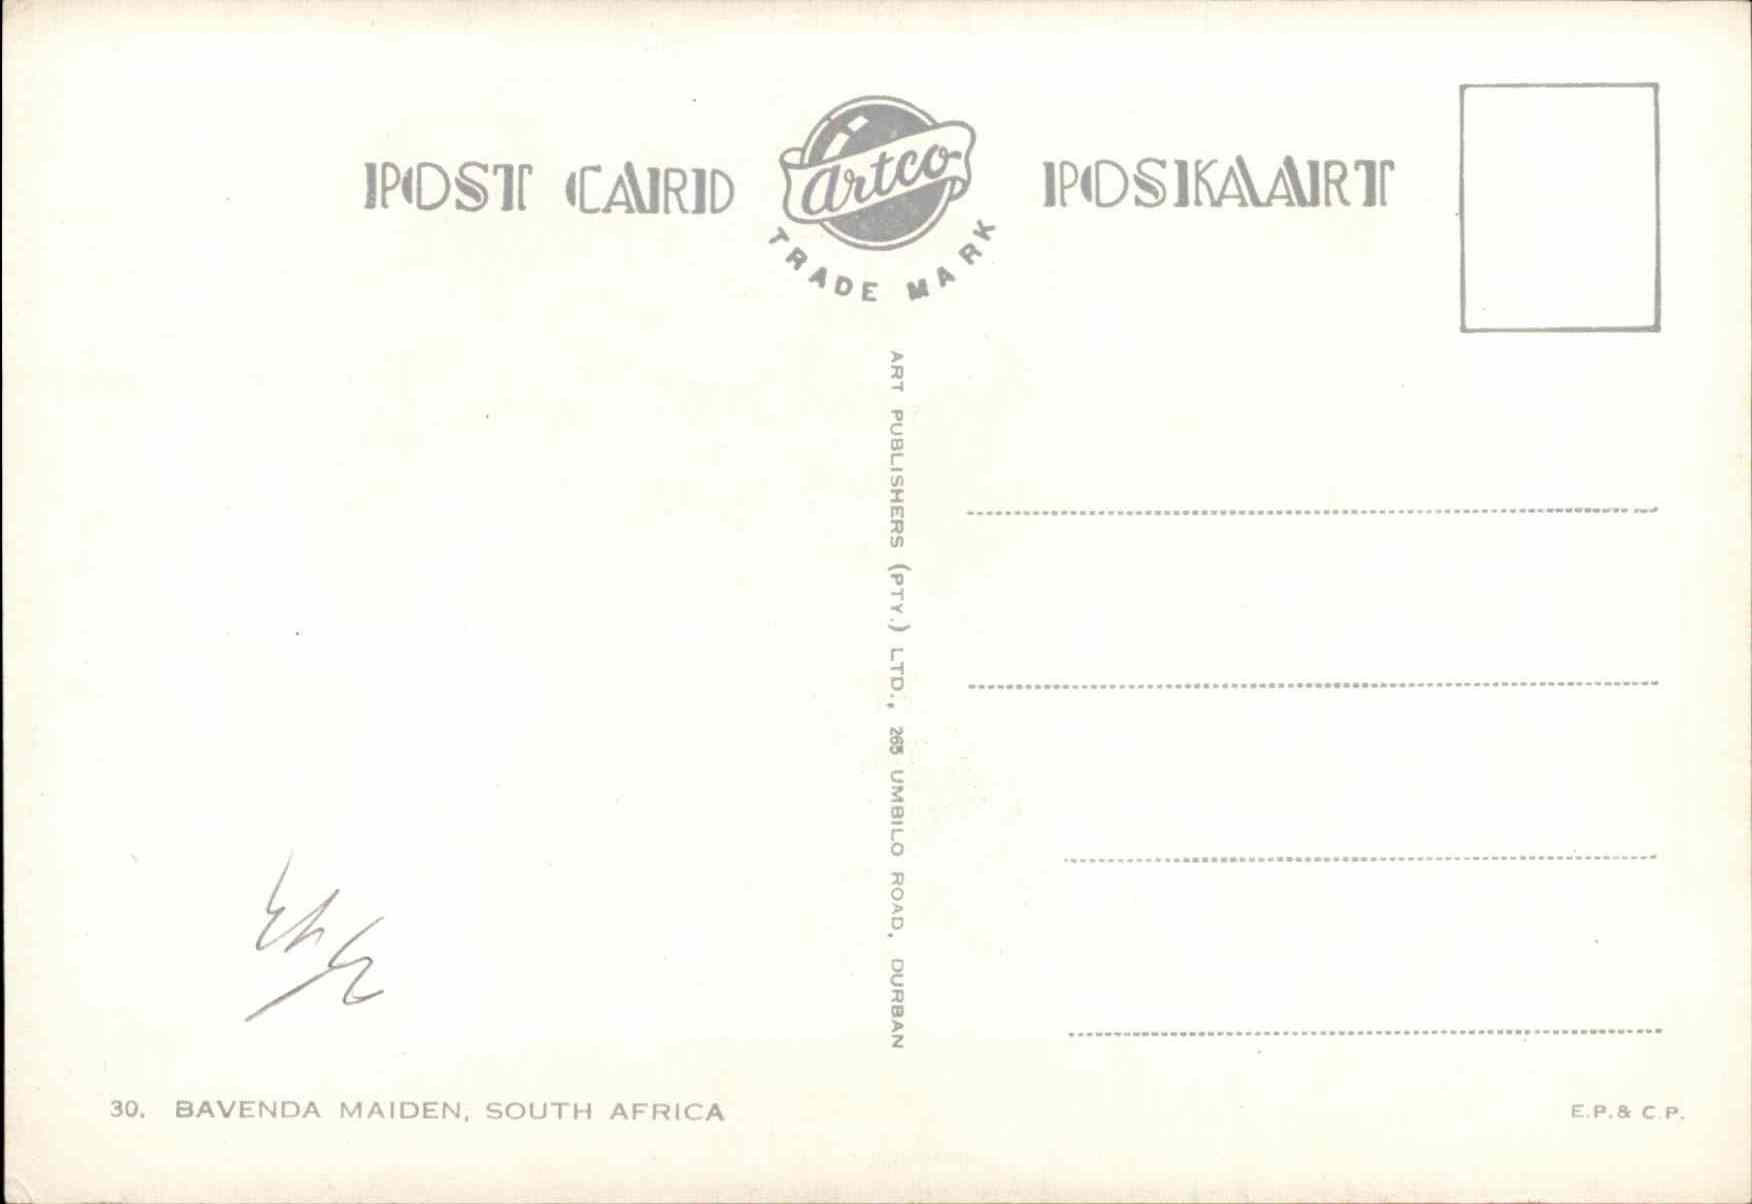 POST CARD
artco
TRADE MARK
POSKAART
ART PUBLISHERS (PTY.) LTD., 265 UMBILO ROAD, DURBAN
30. BAVENDA MAIDEN, SOUTH AFRICA
E.P. & C.P.